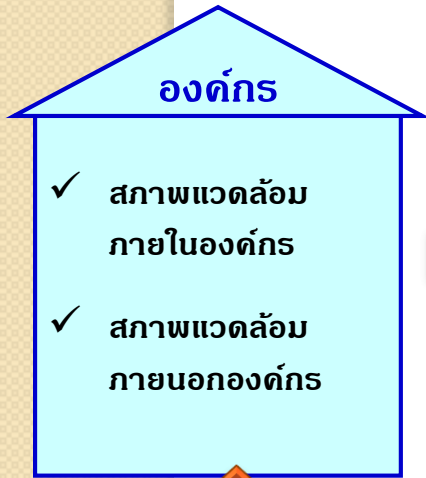 องค์กร
✓ สภาพแวดล้อม
ภายในองค์กร
✓ สภาพแวดล้อม
ภายนอกองค์กร